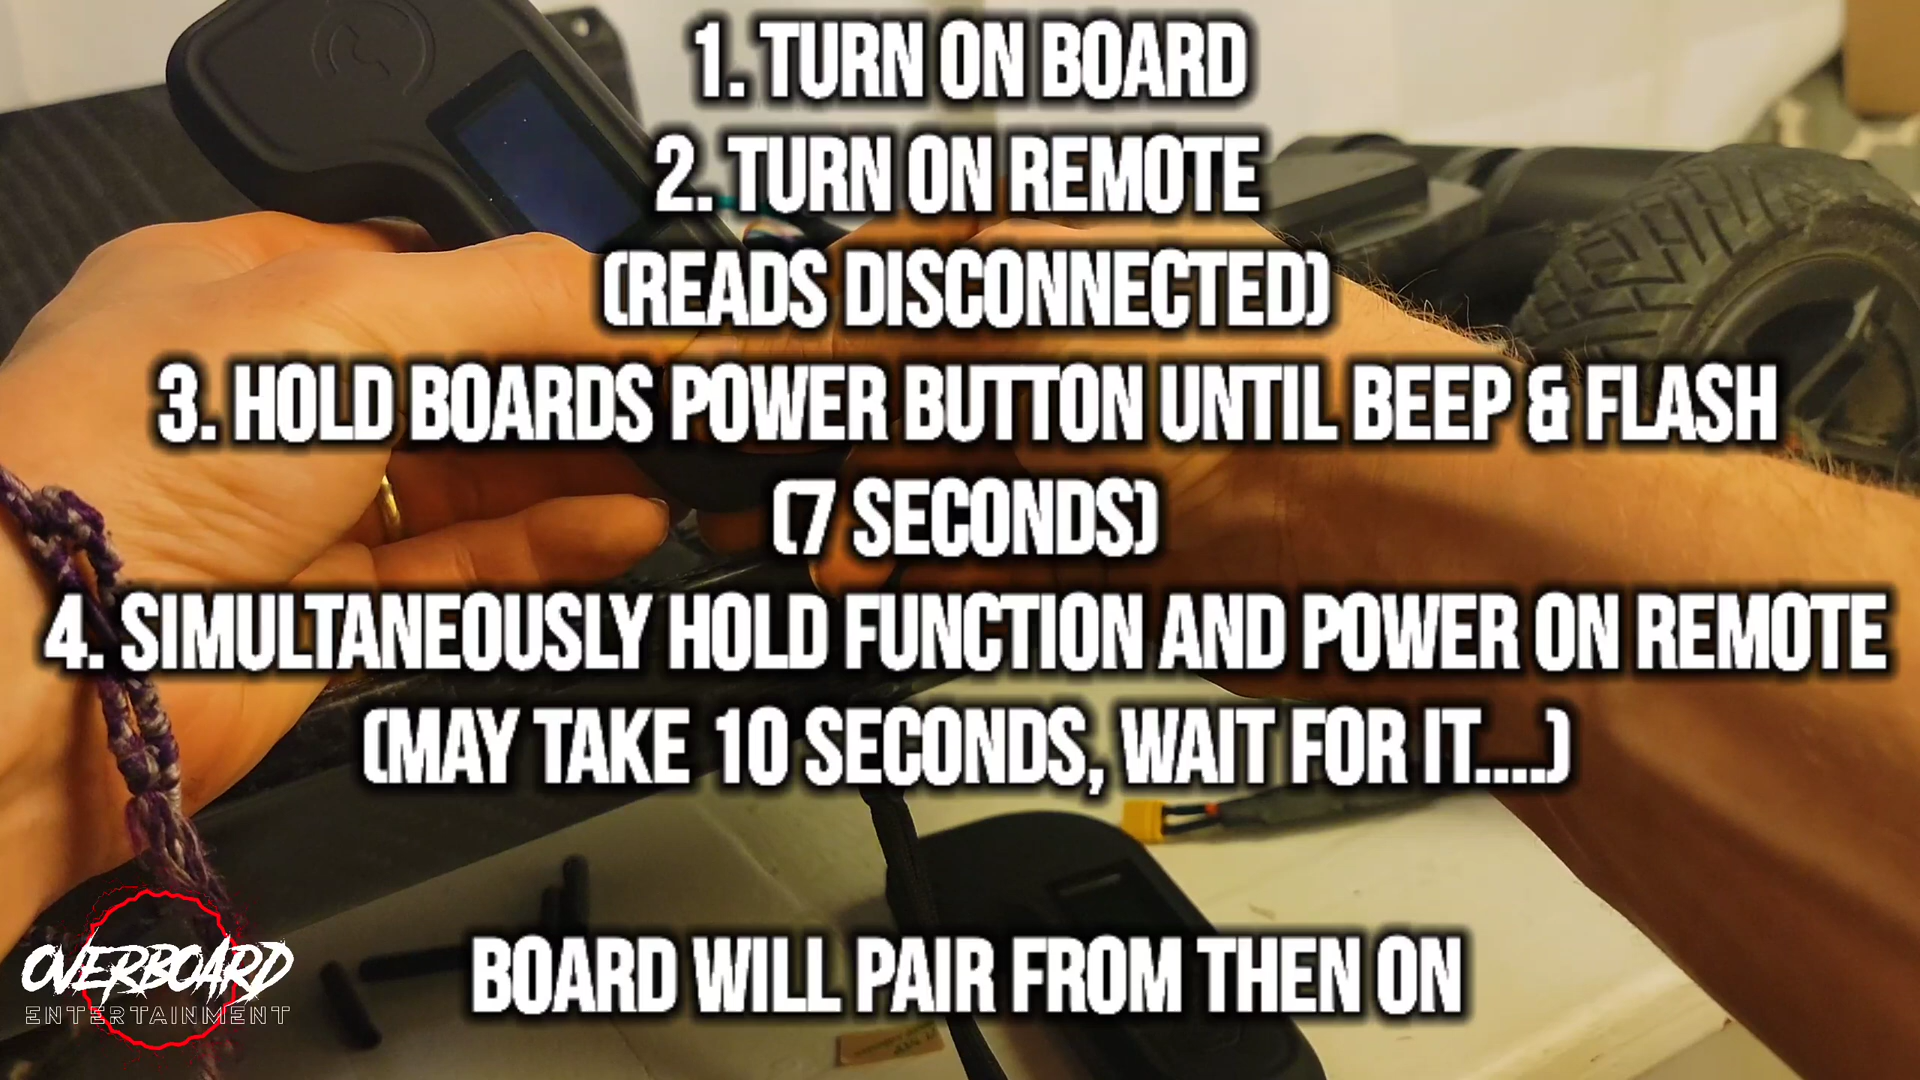 1. TURN ON BOARD
2. TURN ON REMOTE
(READS DISCONNECTED)
3. HOLD BOARDS POWER BUTTON UNTIL BEEP & FLASH
(7 SECONDS)
4. SIMULTANEOUSLY HOLD FUNCTION AND POWER ON REMOTE
(MAY TAKE 10 SECONDS, WAIT FOR IT....)
BOARD WILL PAIR FROM THEN ON
OVERBOARD
ENTERTAINMENT